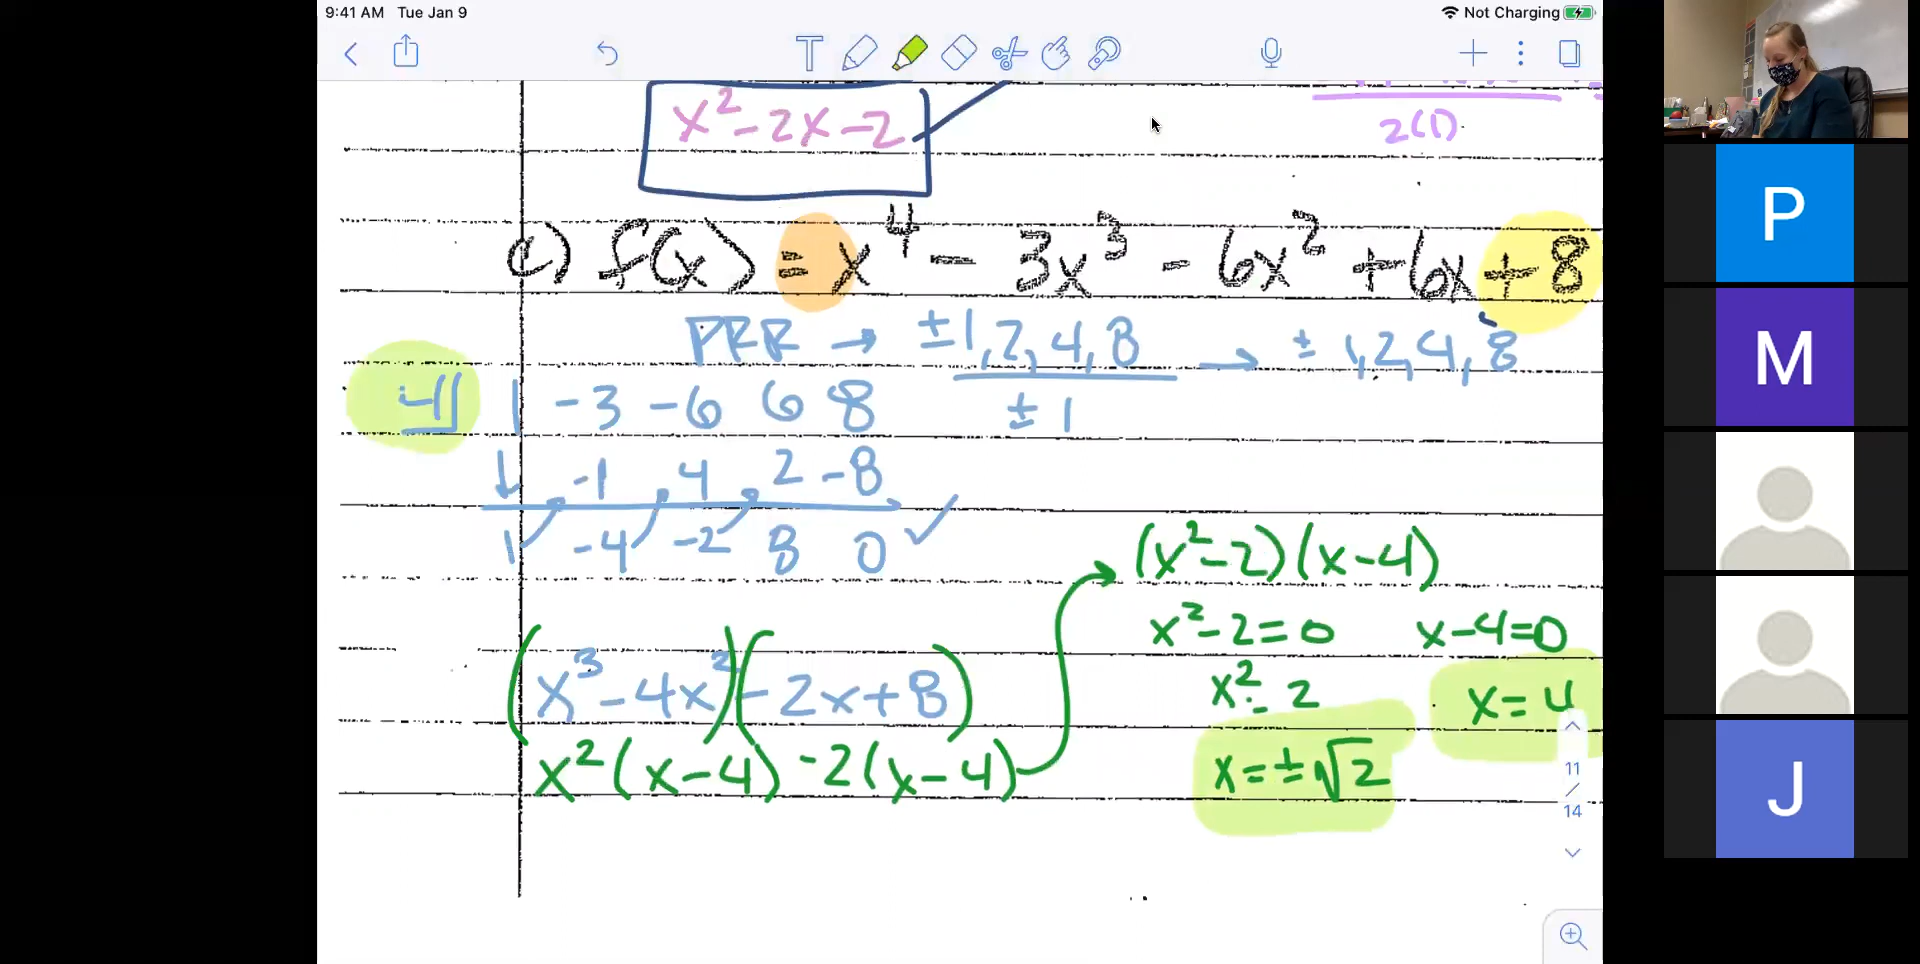 9:41 AM Tue Jan 9
Not Charging
T
x² - 2x - 2
2(1)
c) f(x) = x⁴ - 3x³ - 6x² + 6x + 8
PRR → ±1, 2, 4, 8 → ± 1, 2, 4, 8
± 1
-1 | 1 -3 -6 6 8
↓ -1 4 2 -8
1 -4 -2 8 0 ✓
(x² - 2)(x - 4)
x² - 2 = 0 x - 4 = 0
(x³ - 4x²)(- 2x + 8)
x² = 2 x = 4
x²(x - 4) - 2(x - 4)
x = ± √2
11
/
14
P
M
J